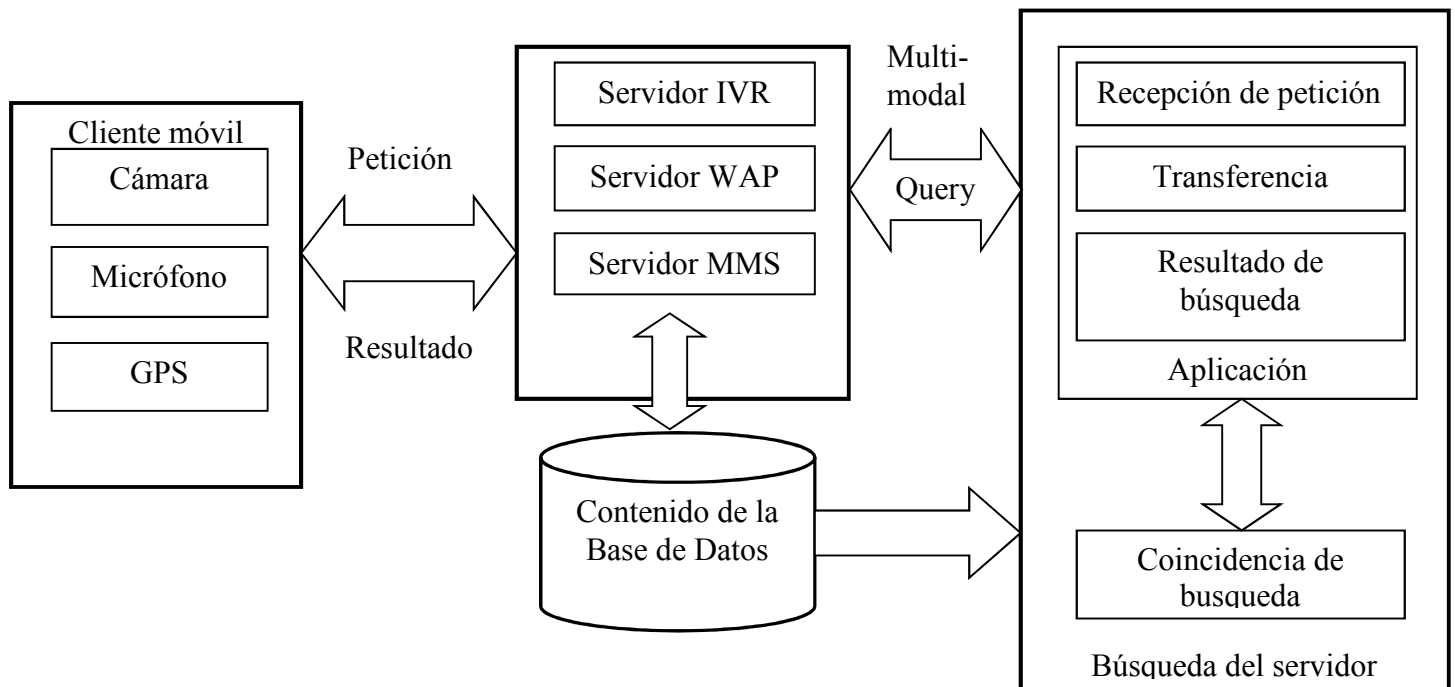 Cliente móvil
Cámara
Micrófono
GPS
Petición
Resultado
Servidor IVR
Servidor WAP
Servidor MMS
Contenido de la
Base de Datos
Multi-
modal
Query
Recepción de petición
Transferencia
Resultado de
búsqueda
Aplicación
Coincidencia de
busqueda
Búsqueda del servidor